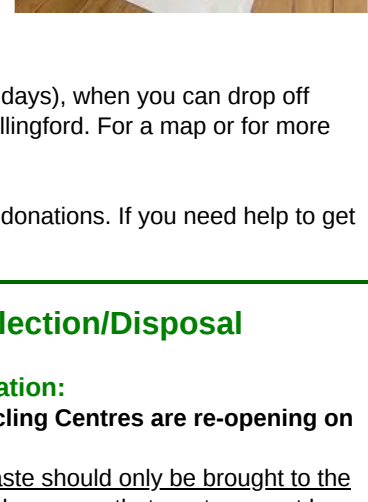 days), when you can drop off
llingford. For a map or for more
donations. If you need help to get
lection/Disposal
ation:
cling Centres are re-opening on
aste should only be brought to the